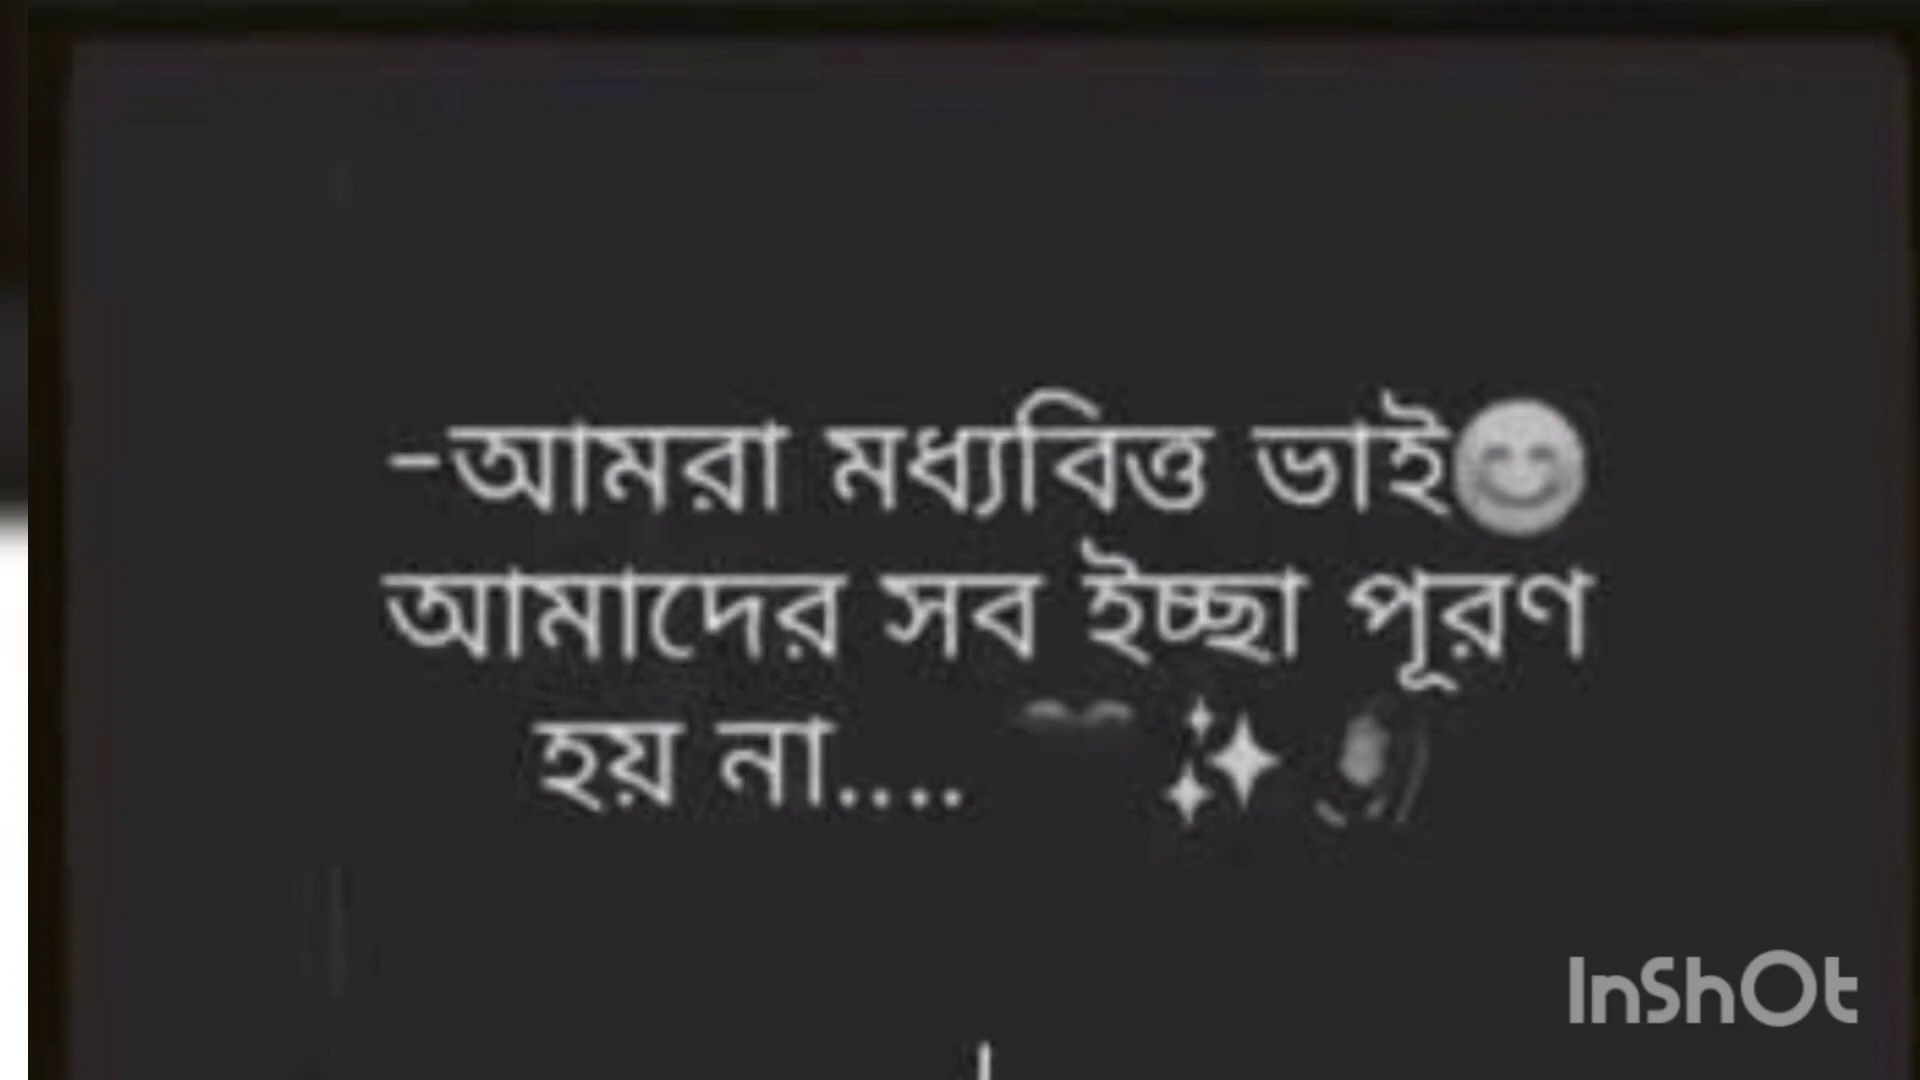 -আমরা মধ্যবিত্ত ভাই😊
আমাদের সব ইচ্ছা পূরণ
হয় না.... ✨
InShOt